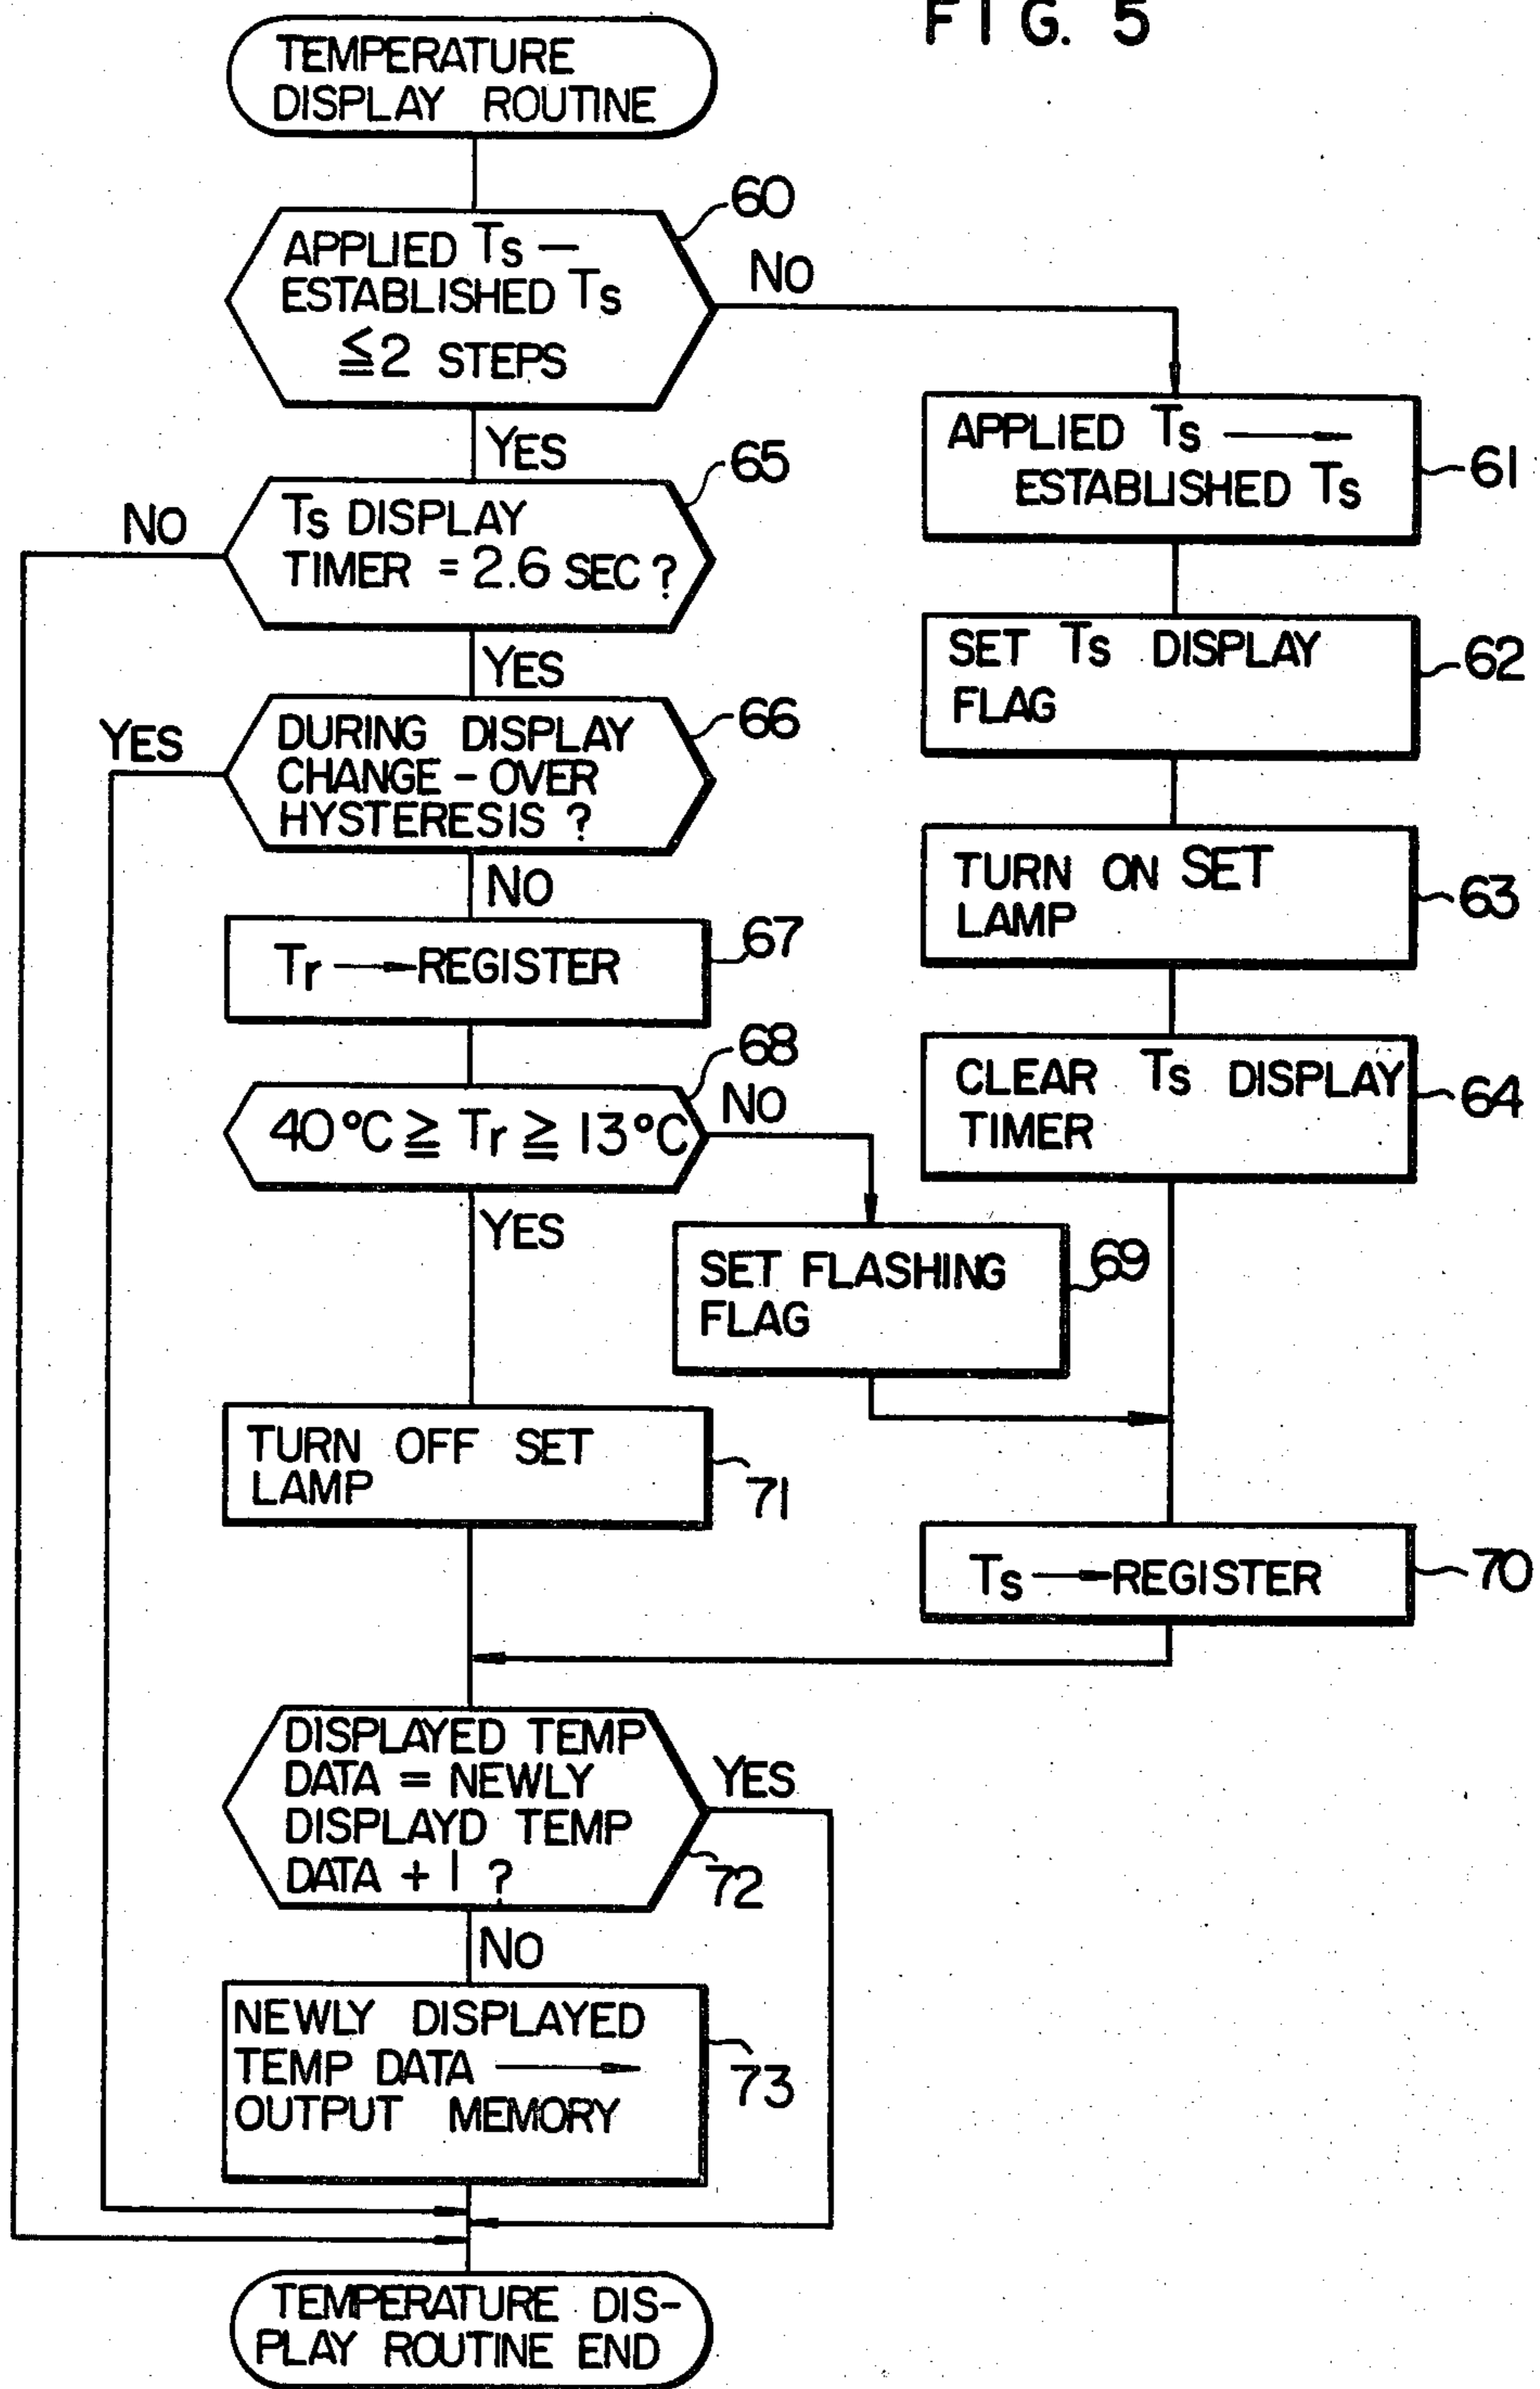 FIG. 5
TEMPERATURE
DISPLAY ROUTINE
60
APPLIED Ts —
ESTABLISHED Ts
≦2 STEPS
NO
YES
APPLIED Ts →
ESTABLISHED Ts
61
65
Ts DISPLAY
TIMER = 2.6 SEC ?
NO
YES
SET Ts DISPLAY
FLAG
62
66
DURING DISPLAY
CHANGE-OVER
HYSTERESIS ?
YES
NO
TURN ON SET
LAMP
63
67
Tr → REGISTER
CLEAR Ts DISPLAY
TIMER
64
68
40°C ≧ Tr ≧ 13°C
NO
YES
SET FLASHING
FLAG
69
TURN OFF SET
LAMP
71
Ts → REGISTER
70
DISPLAYED TEMP
DATA = NEWLY
DISPLAYD TEMP
DATA + 1 ?
YES
72
NO
NEWLY DISPLAYED
TEMP DATA →
OUTPUT MEMORY
73
TEMPERATURE DIS-
PLAY ROUTINE END